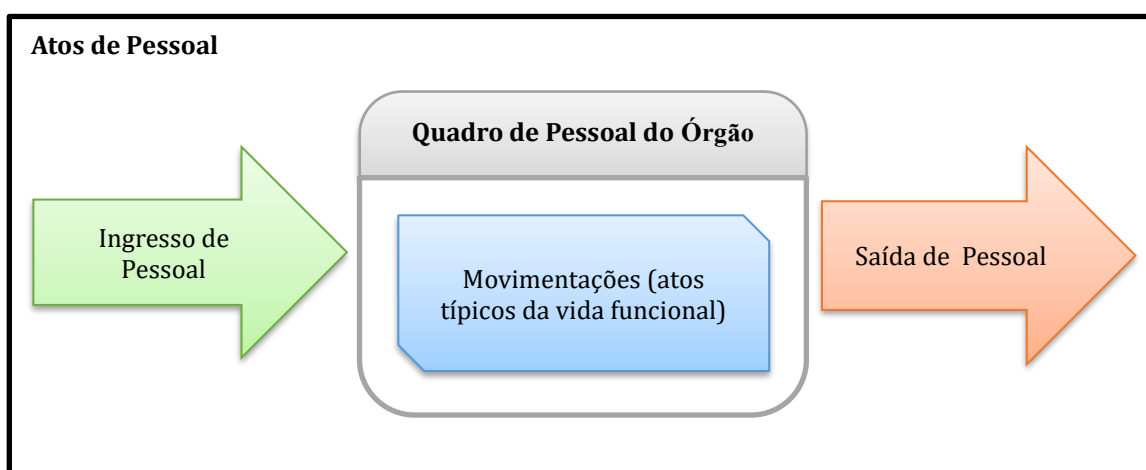 Atos de Pessoal
Quadro de Pessoal do Órgão
Ingresso de
Pessoal
Movimentações (atos
típicos da vida funcional)
Saída de Pessoal